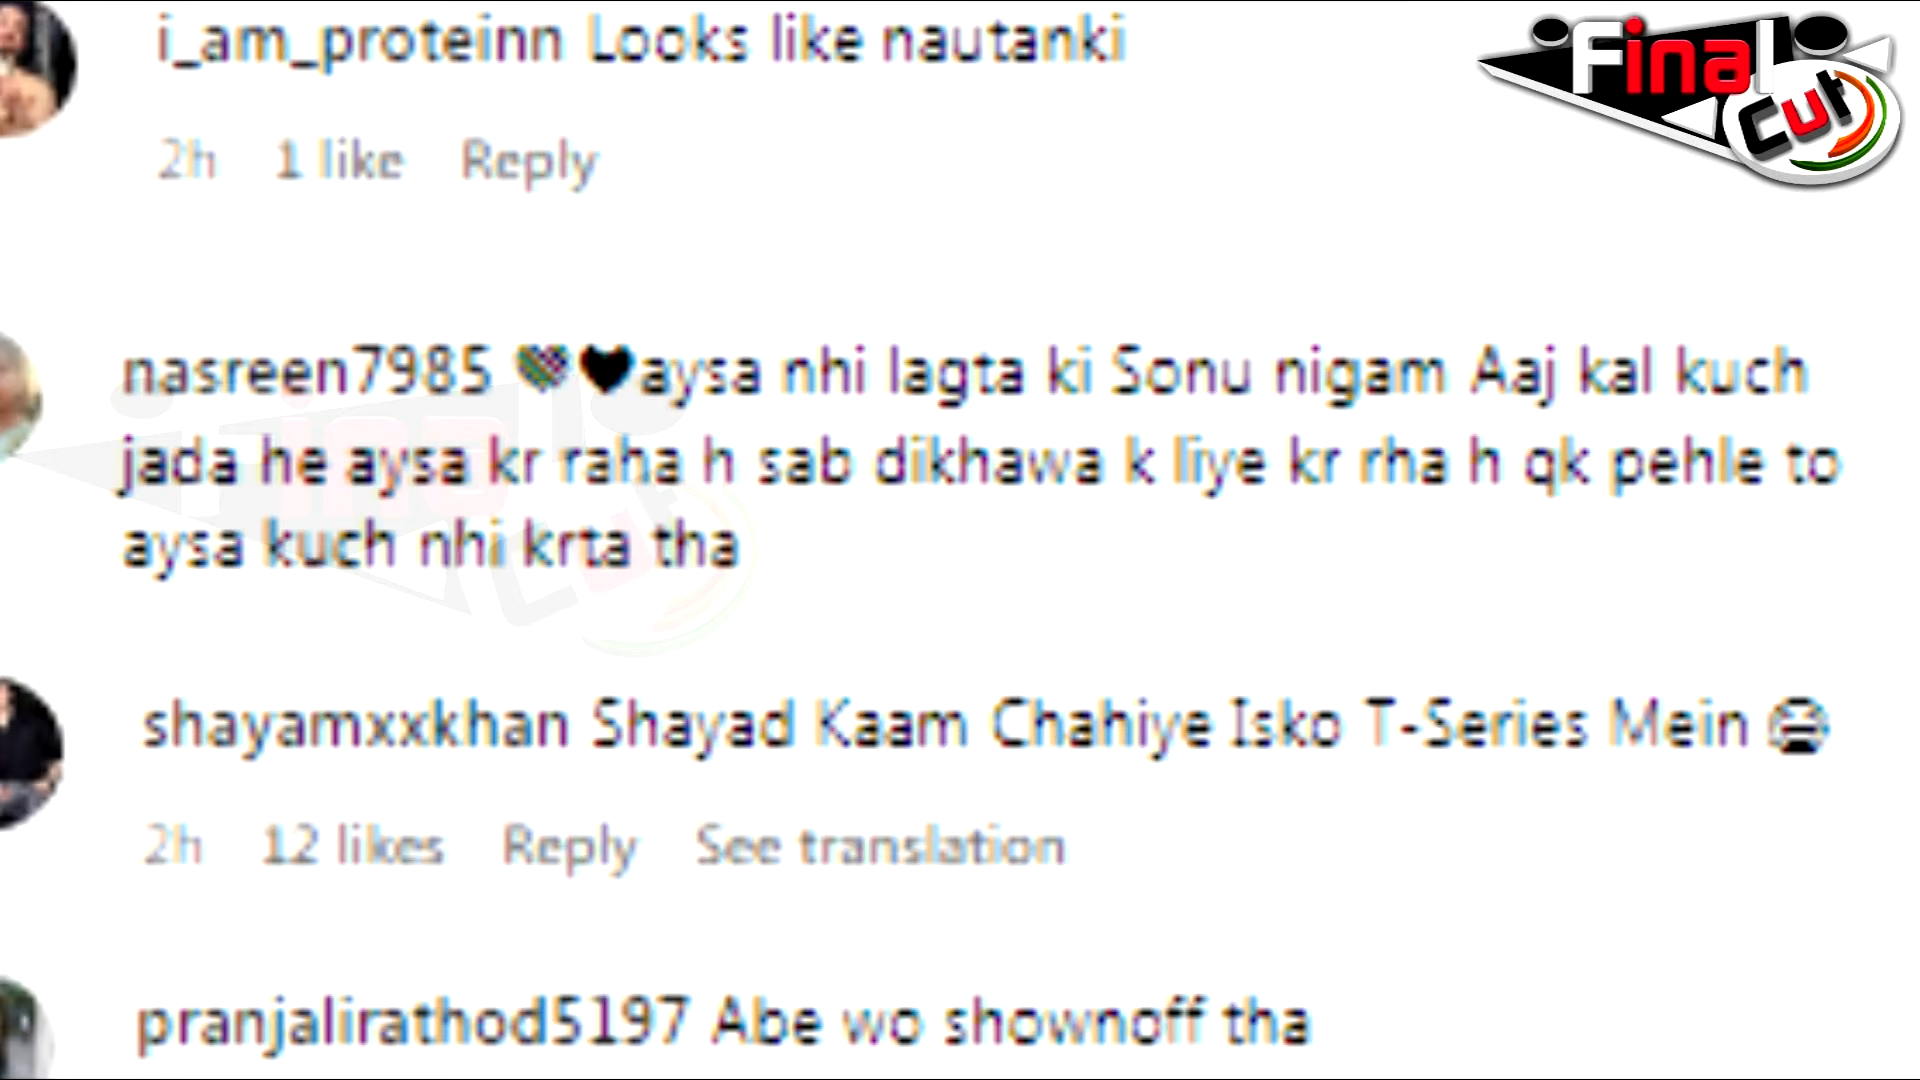 i_am_proteinn Looks like nautanki
Final
Cut
2h 1 like Reply
nasreen7985 💚🖤aysa nhi lagta ki Sonu nigam Aaj kal kuch
jada he aysa kr raha h sab dikhawa k liye kr rha h qk pehle to
aysa kuch nhi krta tha
shayamxxkhan Shayad Kaam Chahiye Isko T-Series Mein 😂
2h 12 likes Reply See translation
pranjalirathod5197 Abe wo shownoff tha